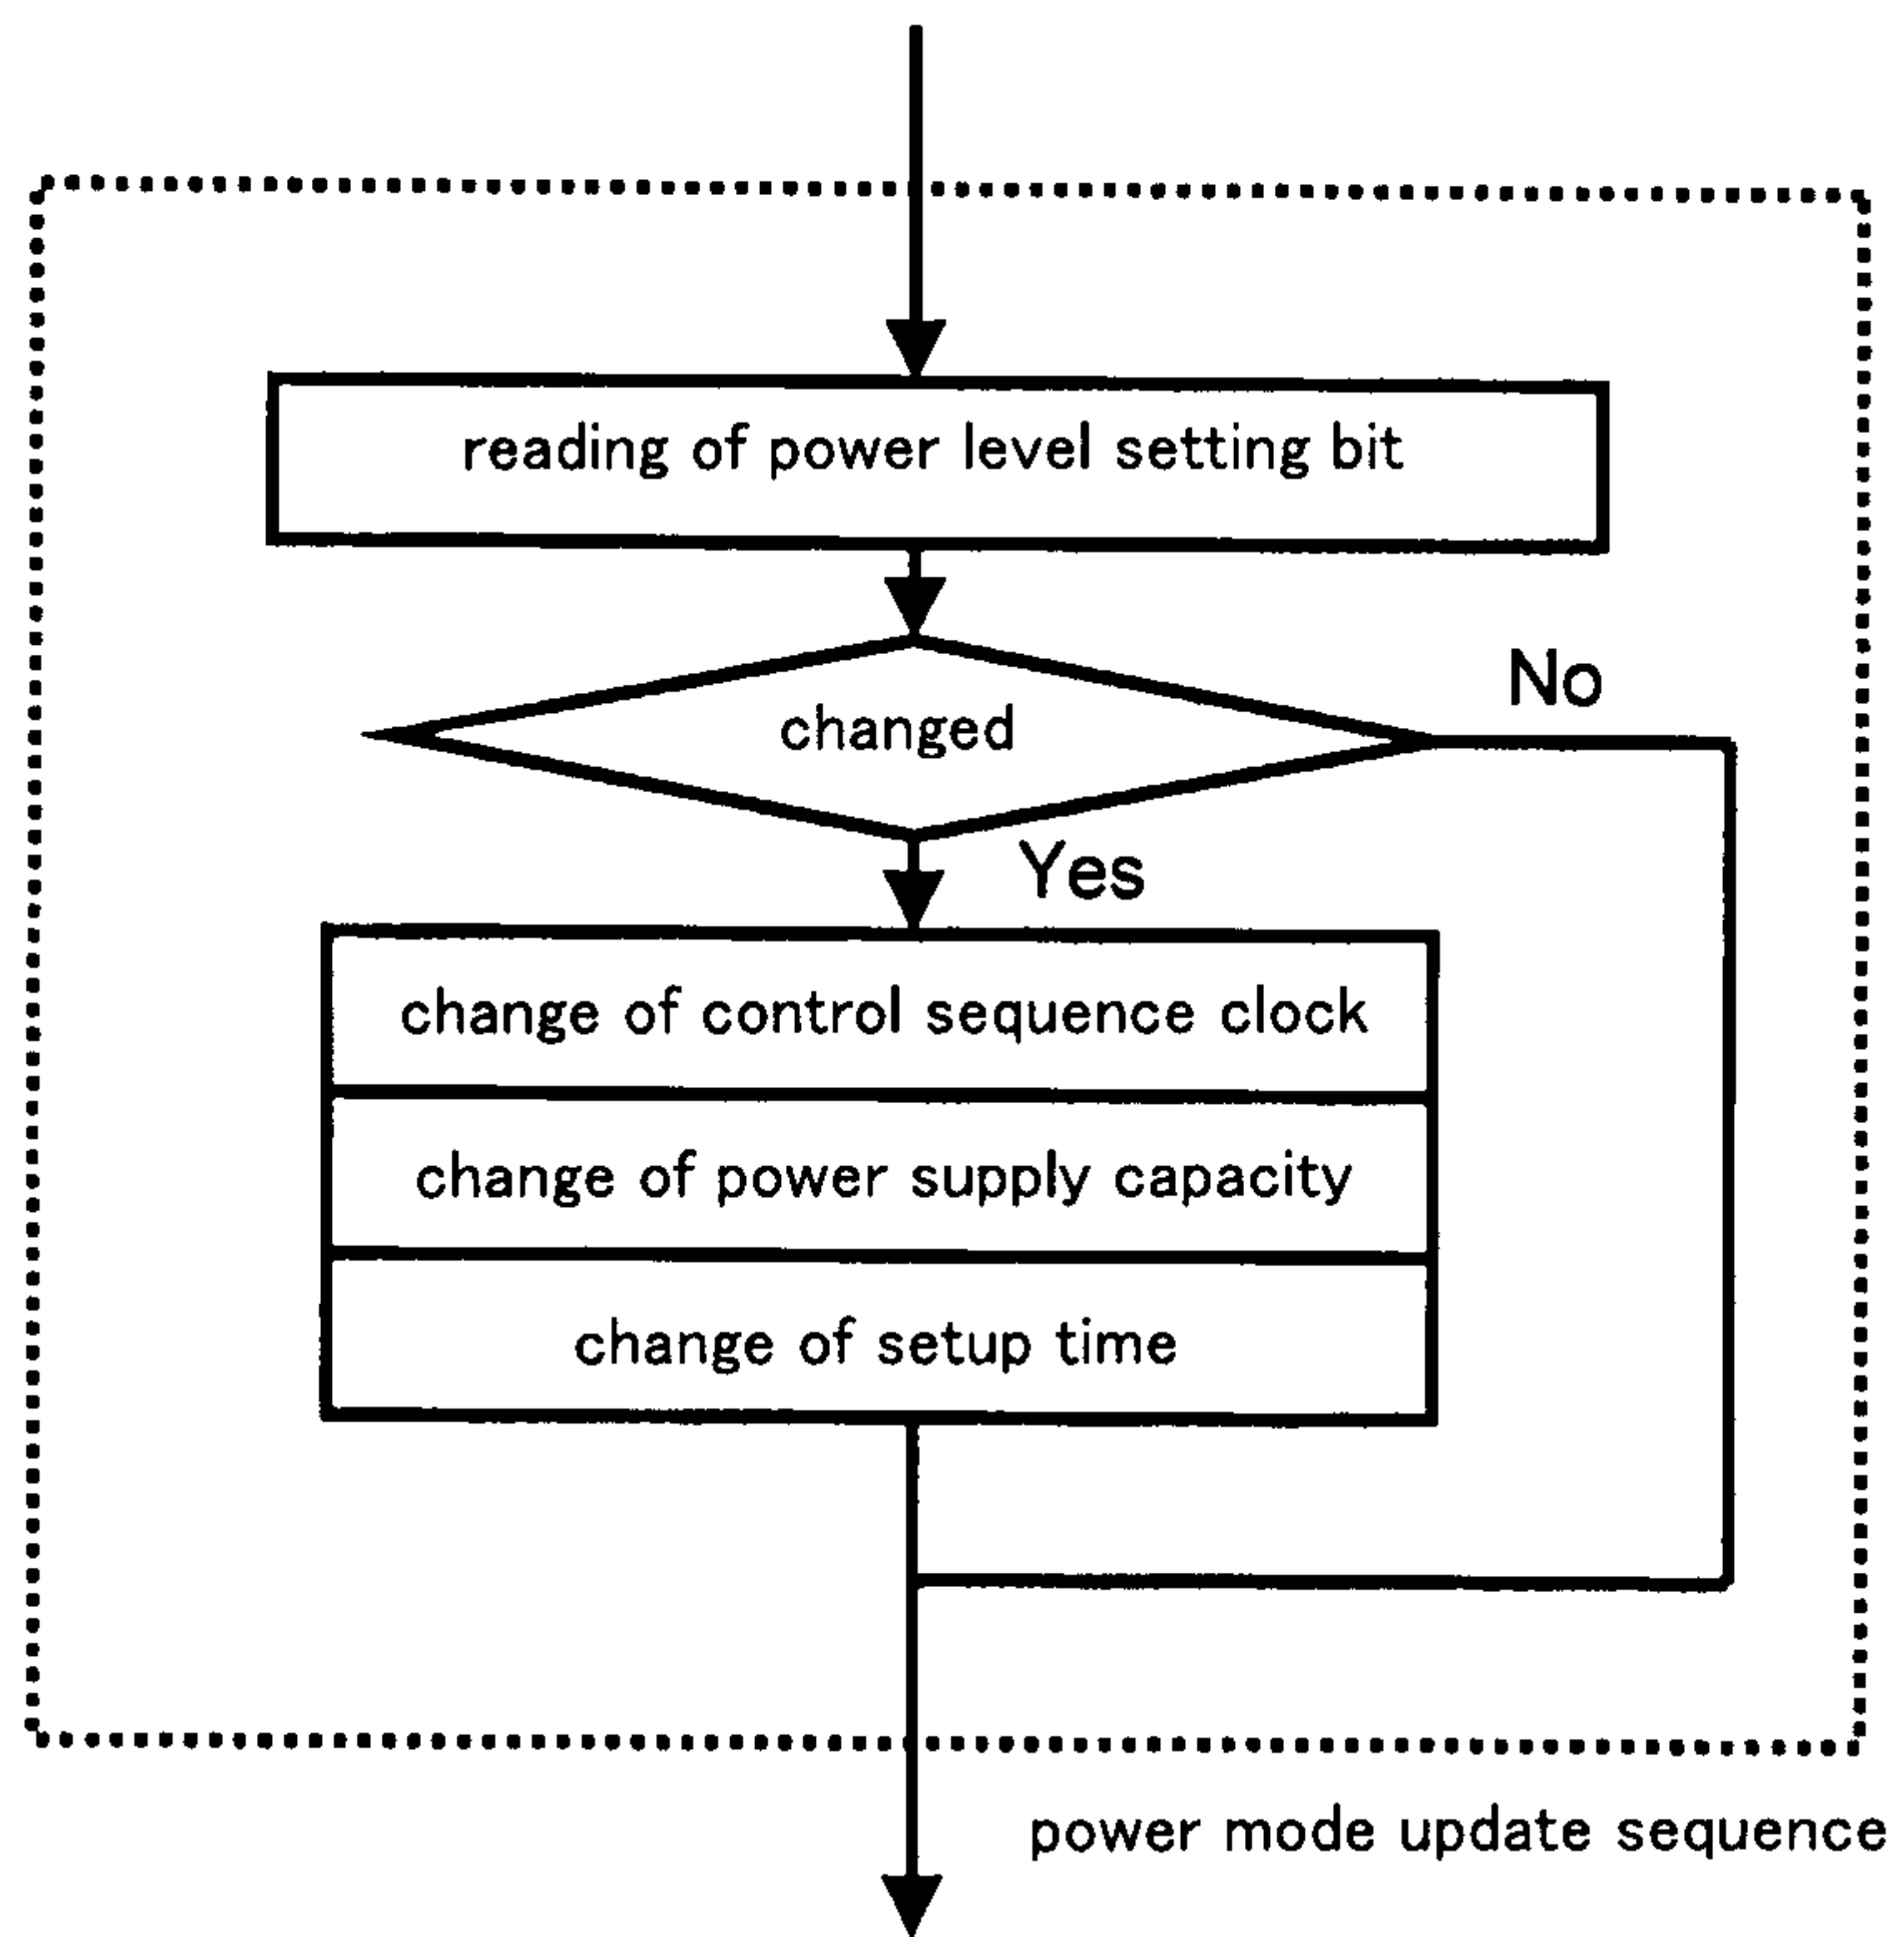 reading of power level setting bit
changed
No
Yes
change of control sequence clock
change of power supply capacity
change of setup time
power mode update sequence